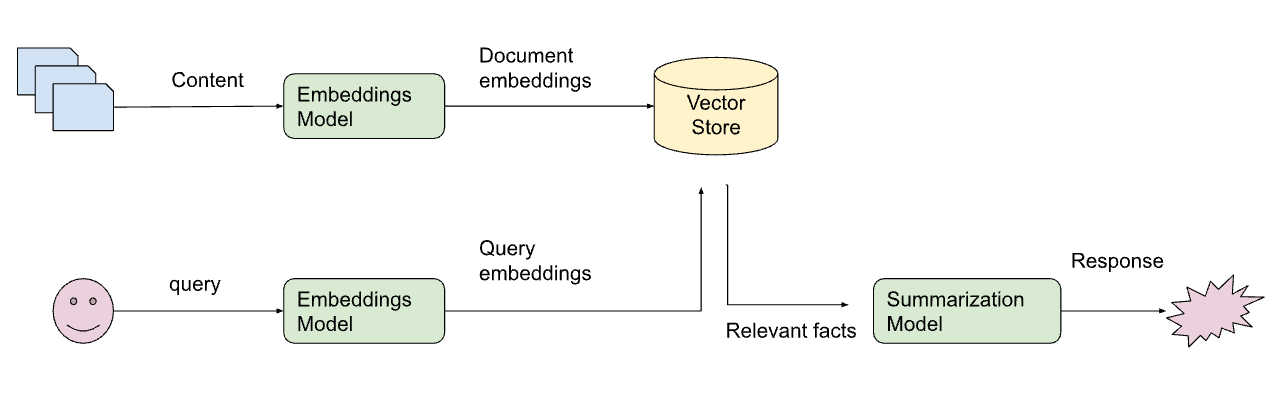 Content
Embeddings
Model
Document
embeddings
Vector
Store
query
Embeddings
Model
Query
embeddings
Relevant facts
Summarization
Model
Response